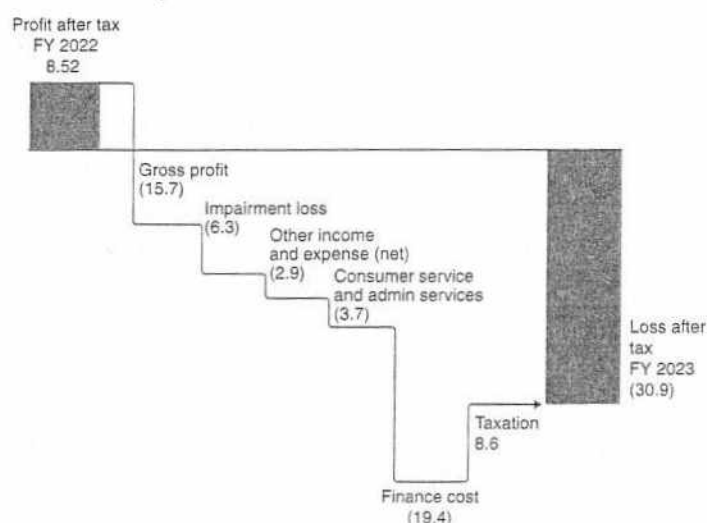 Profit after tax
FY 2022
8.52
Gross profit
(15.7)
Impairment loss
(6.3)
Other income
and expense (net)
(2.9)
Consumer service
and admin services
(3.7)
Finance cost
(19.4)
Taxation
8.6
Loss after
tax
FY 2023
(30.9)